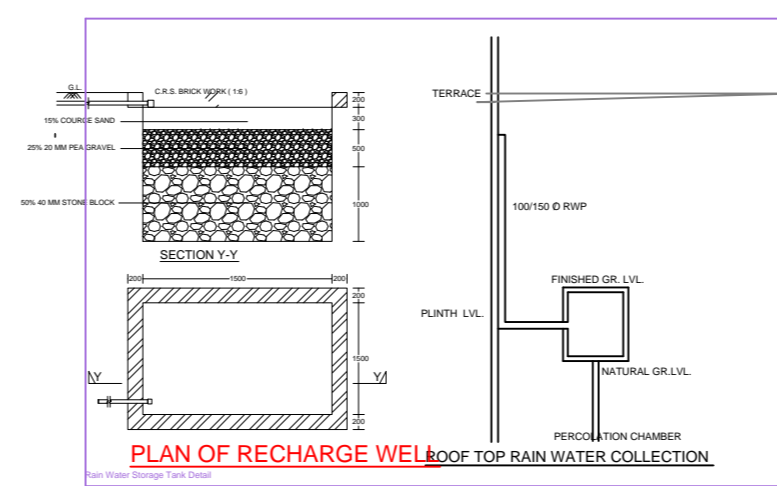 G.L.
C.R.S. BRICK WORK ( 1:6 )
200
15% COURGE SAND
300
25% 20 MM PEA GRAVEL
500
50% 40 MM STONE BLOCK
1000
SECTION Y-Y
200
1500
200
200
1500
200
Y
Y
PLAN OF RECHARGE WELL
Rain Water Storage Tank Detail
TERRACE
100/150 Ø RWP
FINISHED GR. LVL.
PLINTH LVL.
NATURAL GR.LVL.
PERCOLATION CHAMBER
ROOF TOP RAIN WATER COLLECTION